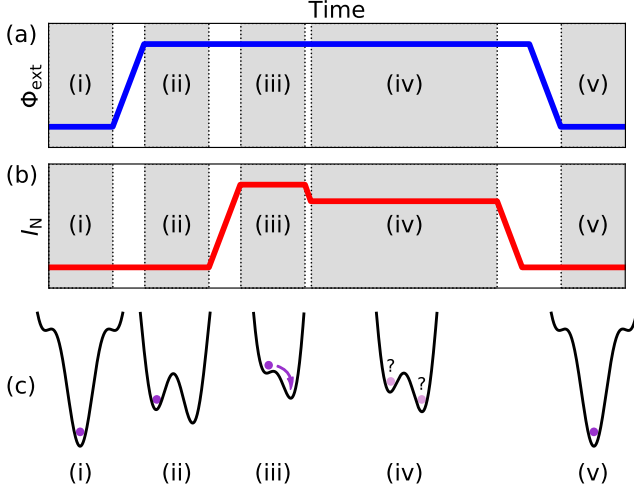 Time
(a)
Φext
(i) (ii) (iii) (iv) (v)
(b)
IN
(i) (ii) (iii) (iv) (v)
(c)
? ?
(i) (ii) (iii) (iv) (v)